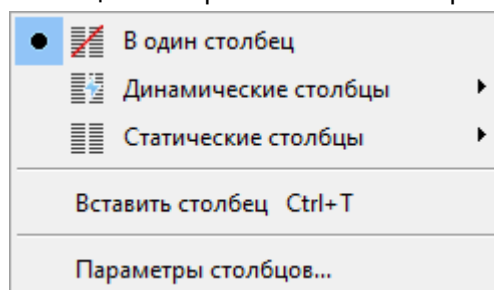 В один столбец
Динамические столбцы
Статические столбцы
Вставить столбец Ctrl+T
Параметры столбцов...